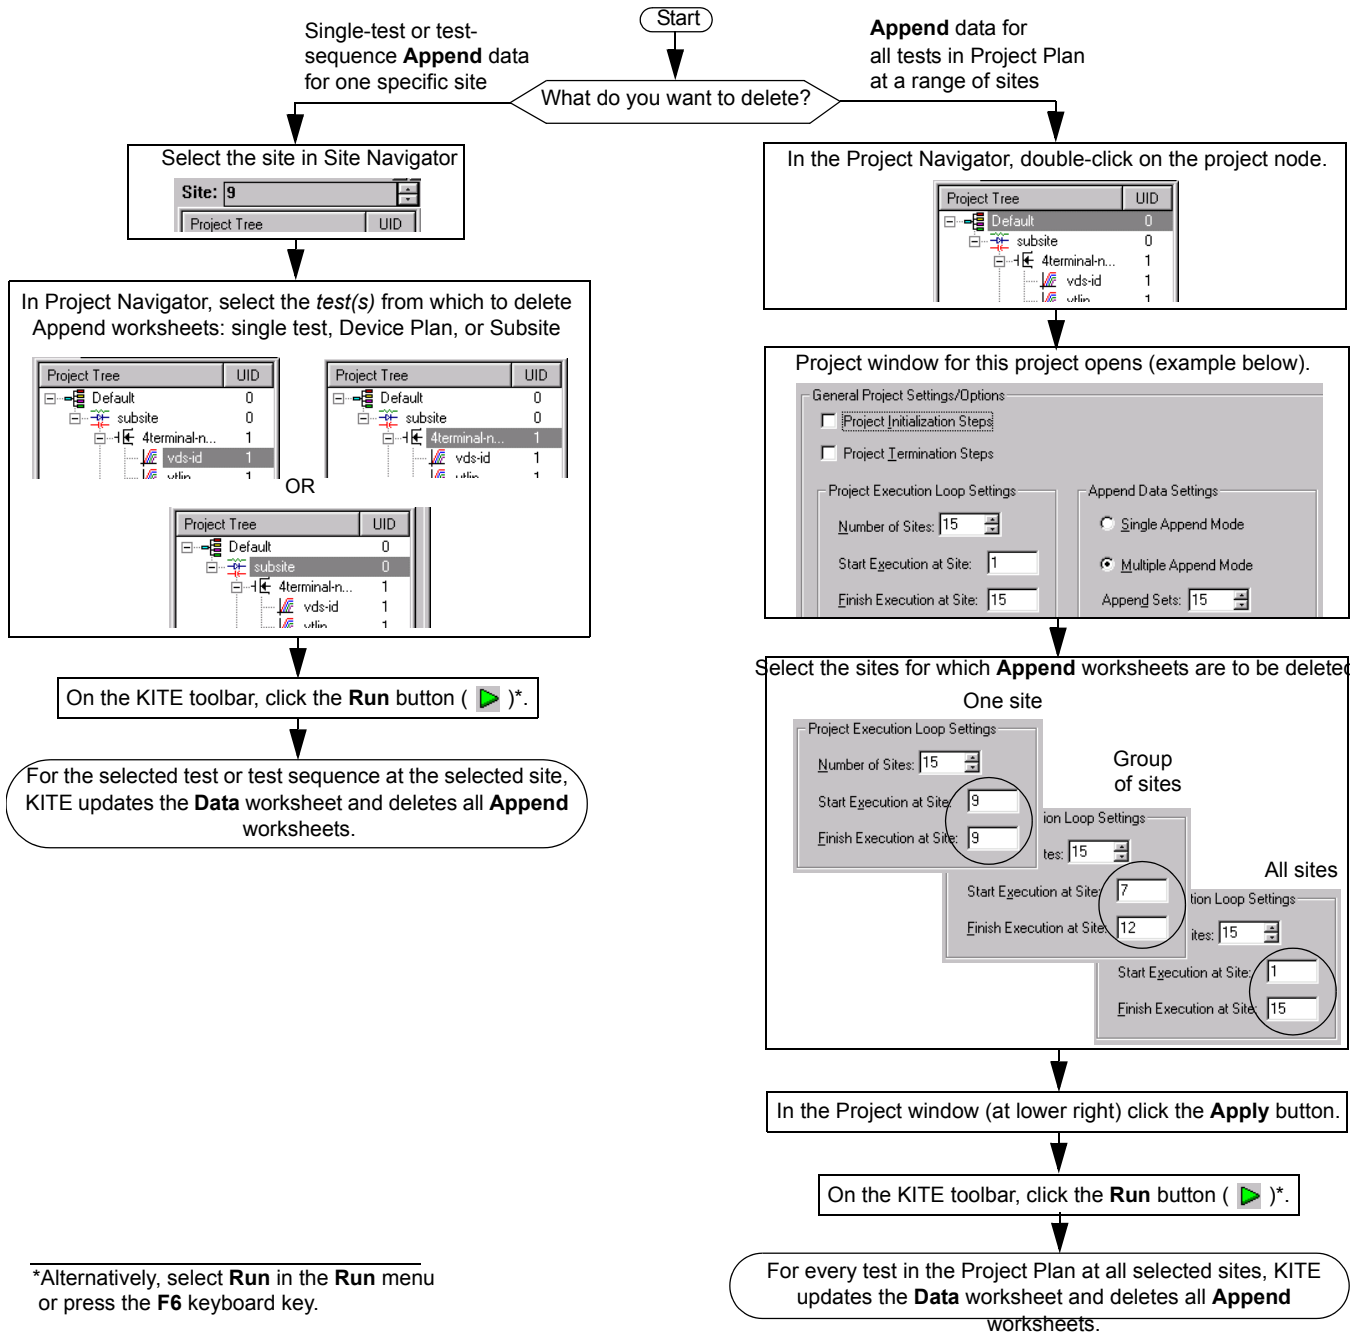 Start
Single-test or test-
sequence Append data
for one specific site
Append data for
all tests in Project Plan
at a range of sites
What do you want to delete?
Select the site in Site Navigator
Site: 9
Project Tree UID
In Project Navigator, select the test(s) from which to delete
Append worksheets: single test, Device Plan, or Subsite
Project Tree UID
Default 0
subsite 0
4terminal-n... 1
vds-id 1
vtlin 1
Project Tree UID
Default 0
subsite 0
4terminal-n... 1
vds-id 1
vtlin 1
OR
Project Tree UID
Default 0
subsite 0
4terminal-n... 1
vds-id 1
vtlin 1
On the KITE toolbar, click the Run button ( )*.
For the selected test or test sequence at the selected site,
KITE updates the Data worksheet and deletes all Append
worksheets.
In the Project Navigator, double-click on the project node.
Project Tree UID
Default 0
subsite 0
4terminal-n... 1
vds-id 1
vtlin 1
Project window for this project opens (example below).
General Project Settings/Options
Project Initialization Steps
Project Termination Steps
Project Execution Loop Settings
Number of Sites: 15
Start Execution at Site: 1
Finish Execution at Site: 15
Append Data Settings
Single Append Mode
Multiple Append Mode
Append Sets: 15
Select the sites for which Append worksheets are to be deleted
One site
Project Execution Loop Settings
Number of Sites: 15
Start Execution at Site: 9
Finish Execution at Site: 9
Group
of sites
ion Loop Settings
tes: 15
Start Execution at Site: 7
Finish Execution at Site: 12
All sites
tion Loop Settings
ites: 15
Start Execution at Site: 1
Finish Execution at Site: 15
In the Project window (at lower right) click the Apply button.
On the KITE toolbar, click the Run button ( )*.
For every test in the Project Plan at all selected sites, KITE
updates the Data worksheet and deletes all Append
worksheets.
*Alternatively, select Run in the Run menu
or press the F6 keyboard key.